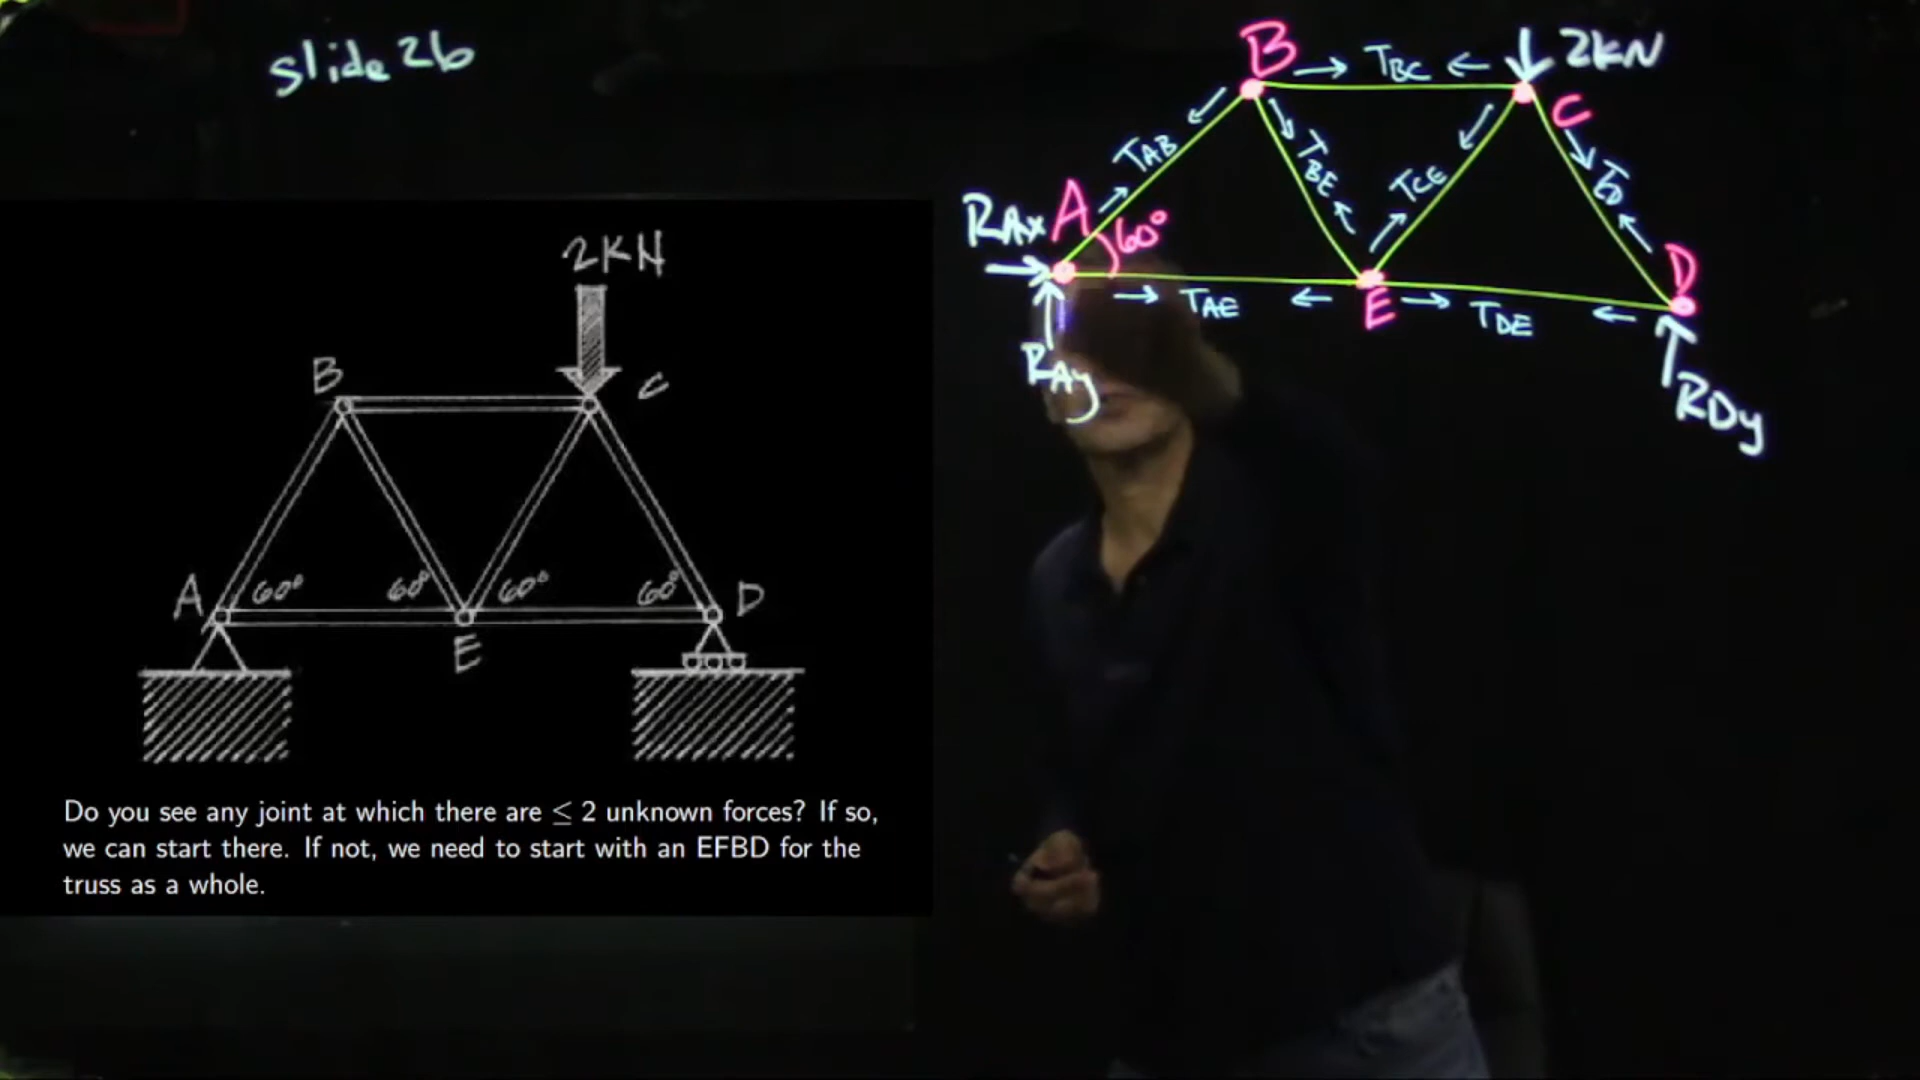 slide 26
2KN
B
C
A
60°
60°
60°
60°
D
E
Do you see any joint at which there are ≤ 2 unknown forces? If so,
we can start there. If not, we need to start with an EFBD for the
truss as a whole.
B
TBC
2KN
C
TAB
TBE
TCE
TCD
RAx
A
60°
D
TAE
E
TDE
RAy
RDy